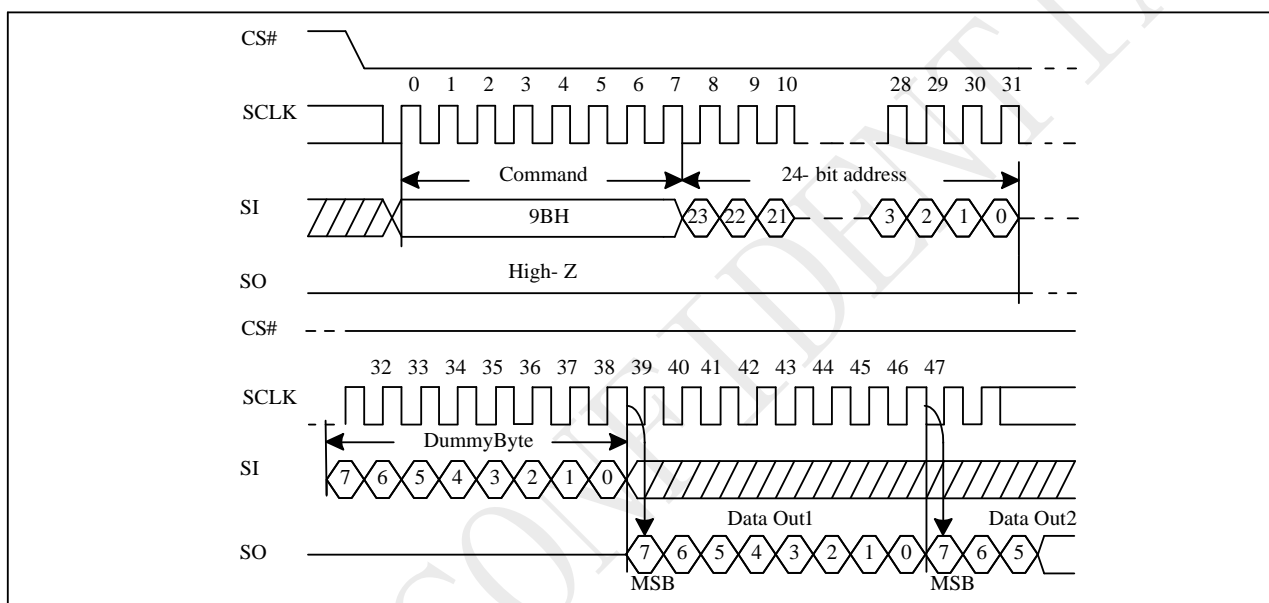 CS#
0 1 2 3 4 5 6 7 8 9 10 28 29 30 31
SCLK
Command 24- bit address
SI 9BH 23 22 21 3 2 1 0
SO High- Z
CS#
32 33 34 35 36 37 38 39 40 41 42 43 44 45 46 47
SCLK
DummyByte
SI 7 6 5 4 3 2 1 0
Data Out1 Data Out2
SO 7 6 5 4 3 2 1 0 7 6 5
MSB MSB
CONFIDENTIA